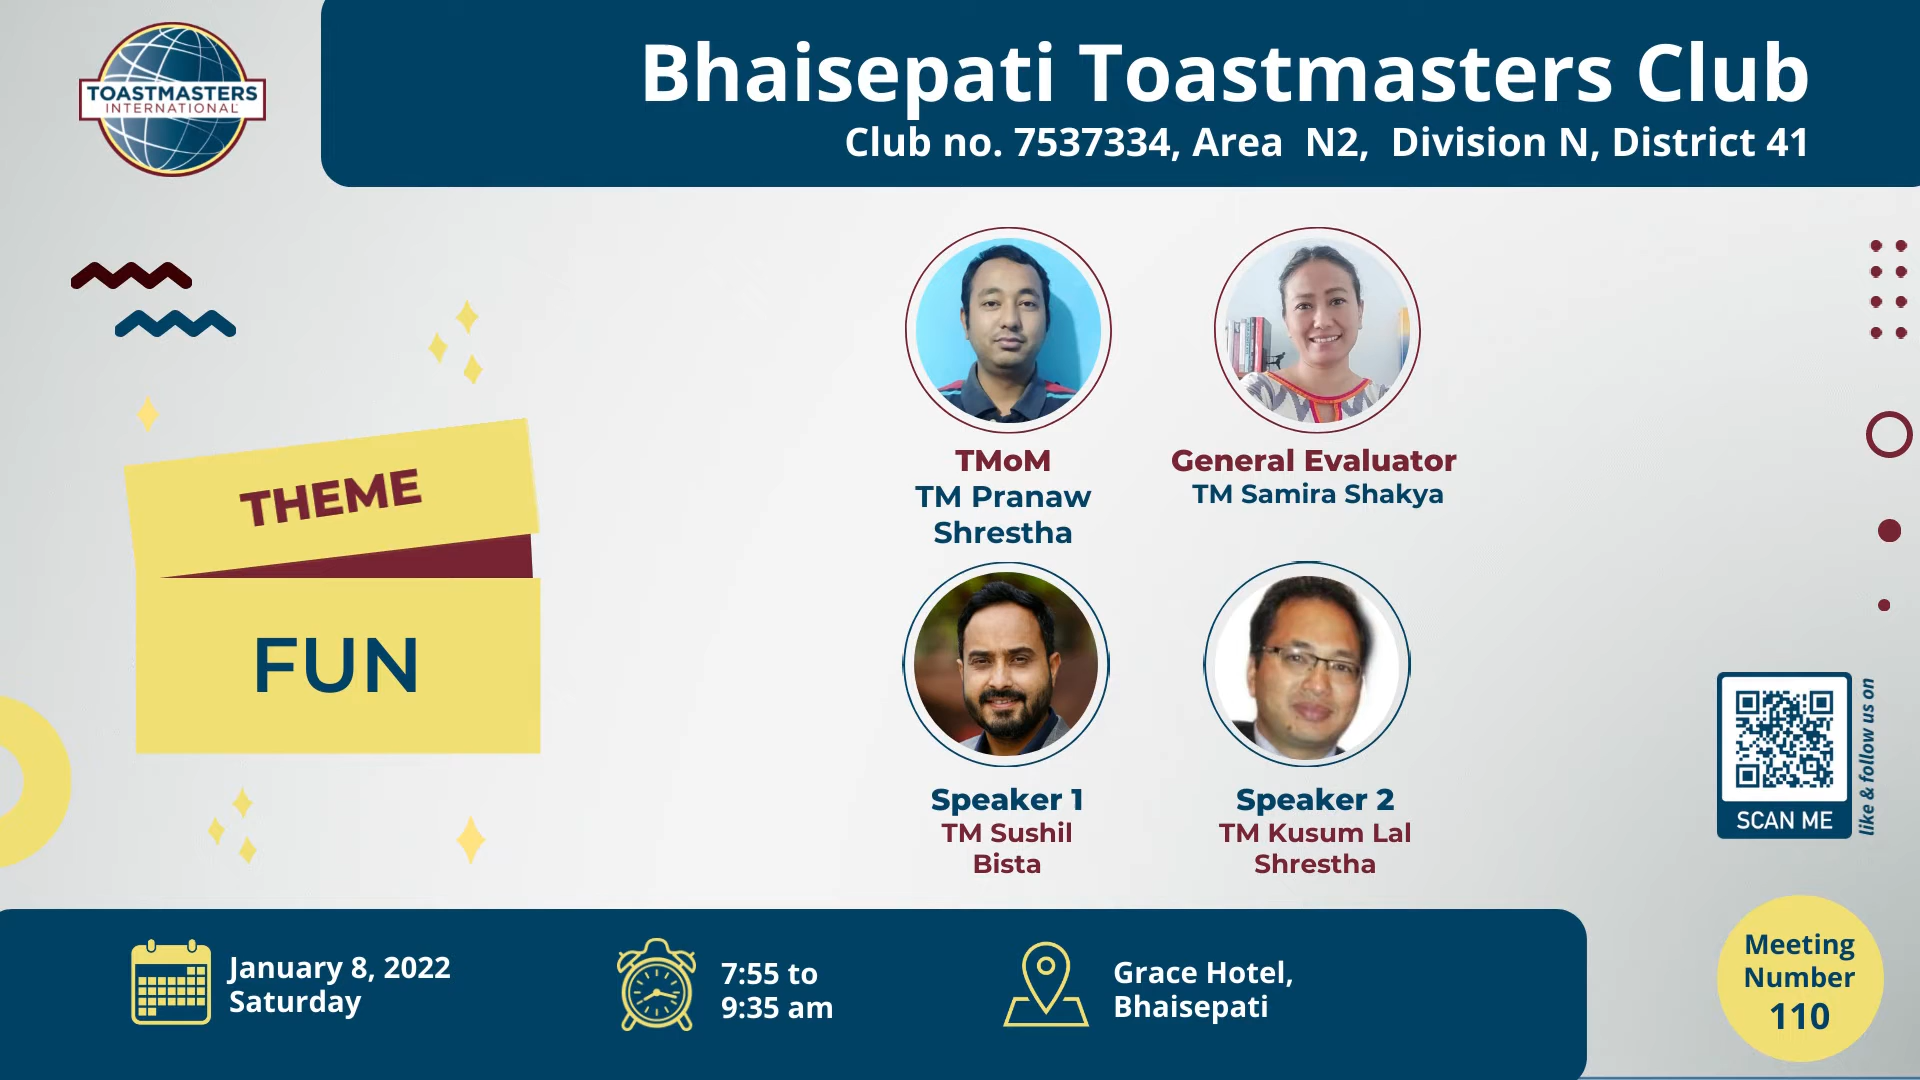 TOASTMASTERS
INTERNATIONAL
Bhaisepati Toastmasters Club
Club no. 7537334, Area N2, Division N, District 41
THEME
FUN
TMoM
TM Pranaw
Shrestha
General Evaluator
TM Samira Shakya
Speaker 1
TM Sushil
Bista
Speaker 2
TM Kusum Lal
Shrestha
SCAN ME
like & follow us on
January 8, 2022
Saturday
7:55 to
9:35 am
Grace Hotel,
Bhaisepati
Meeting
Number
110